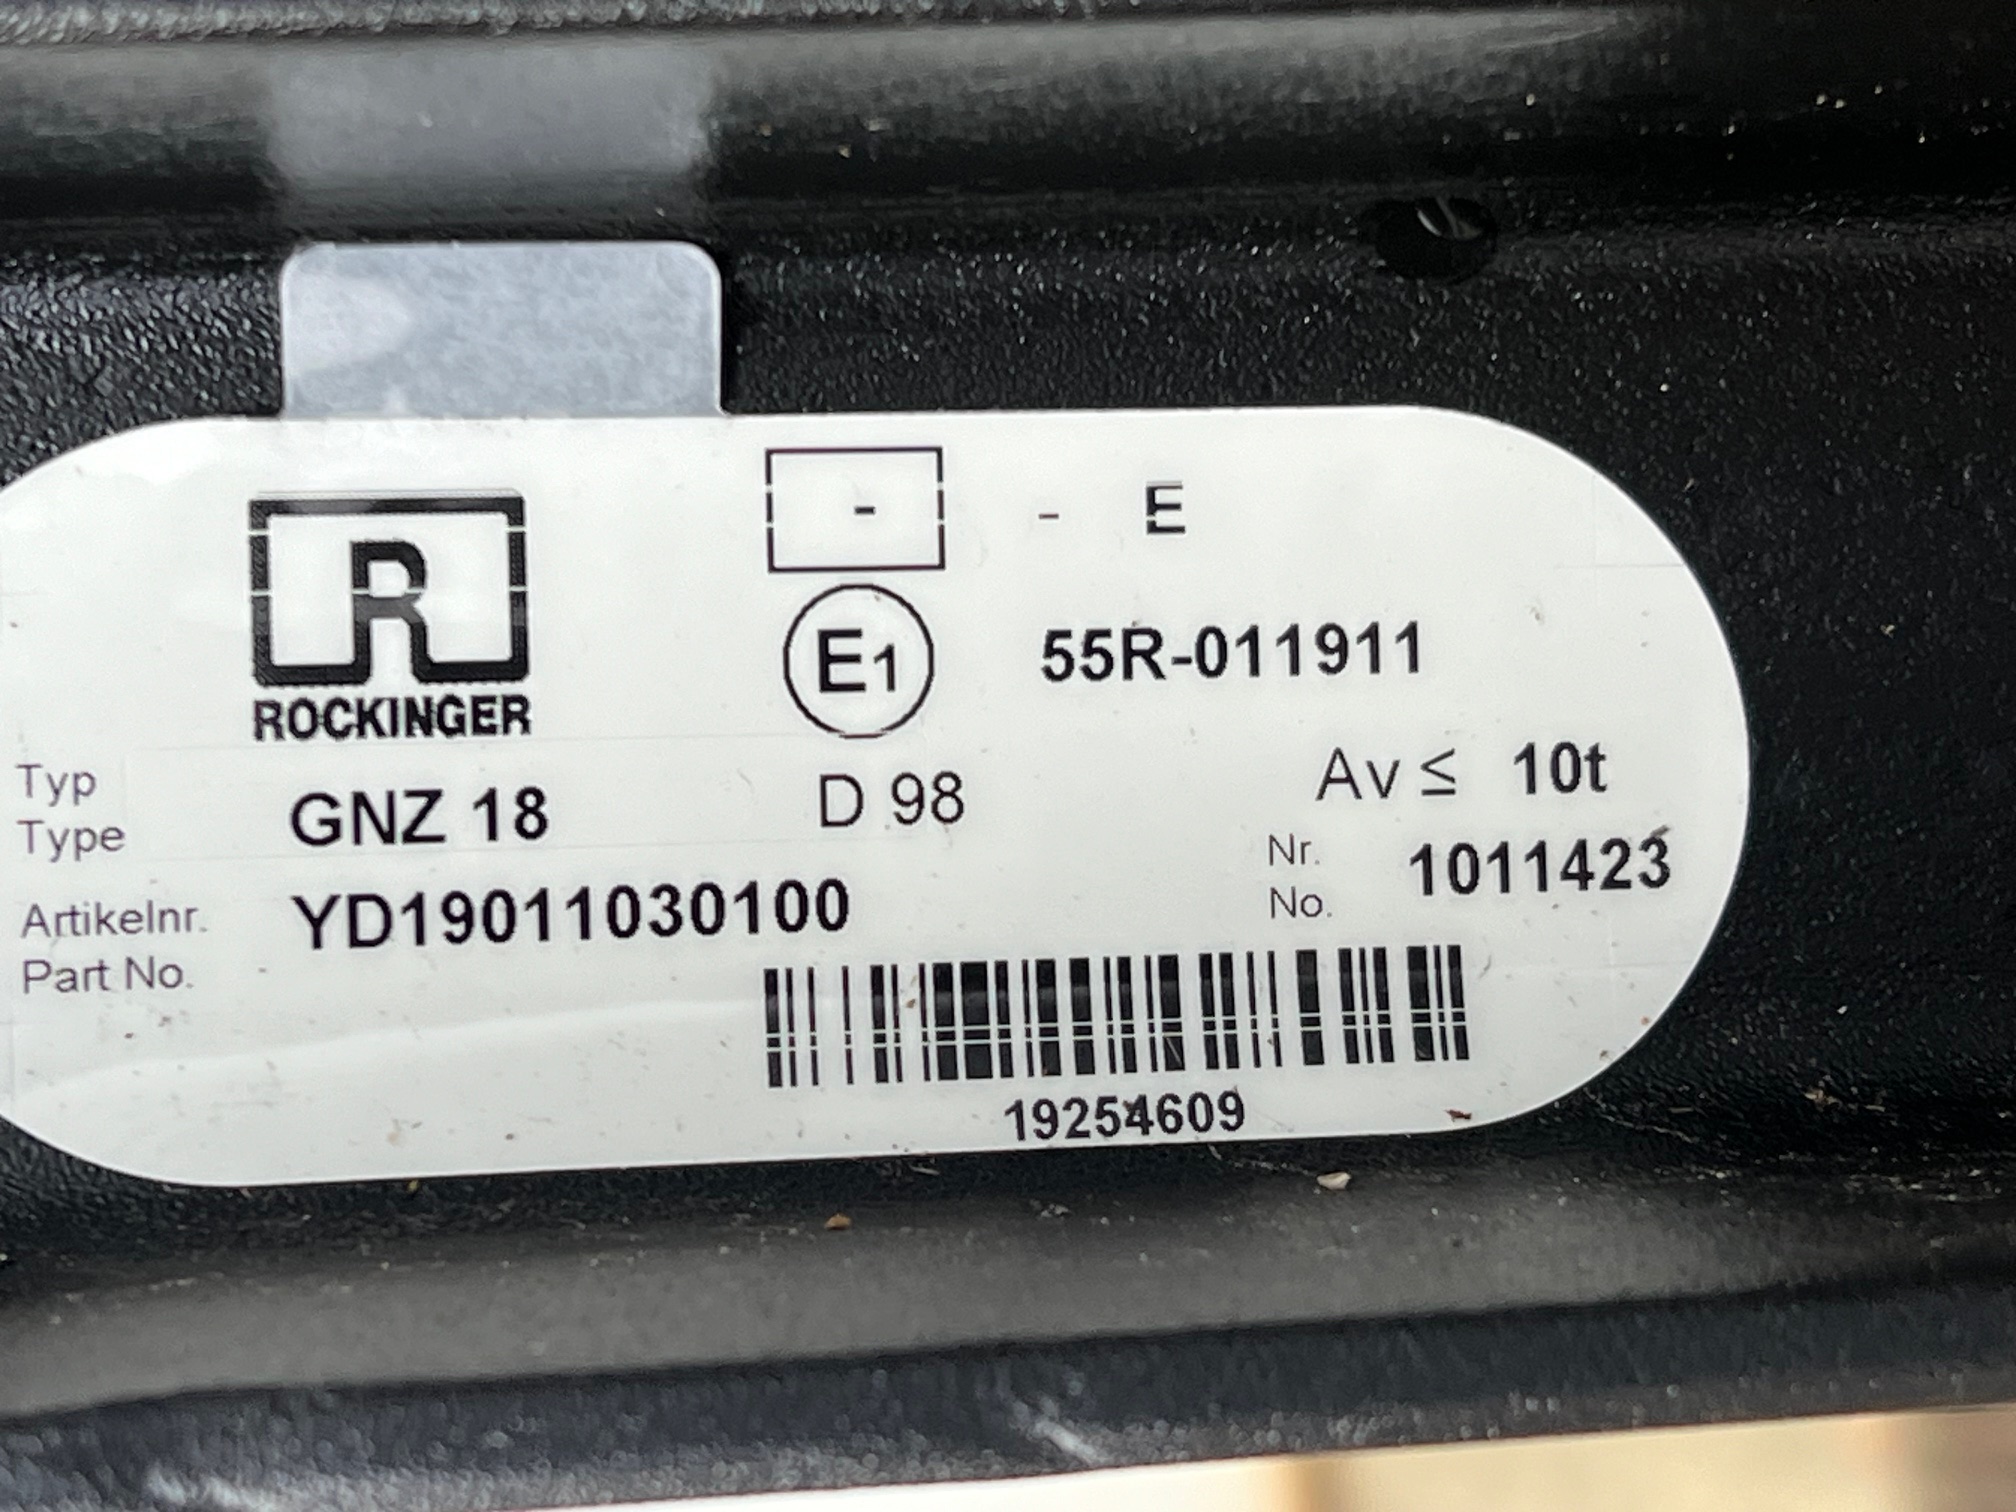 R
ROCKINGER
- - E
E1 55R-011911
Typ
Type
GNZ 18 D 98 Av ≤ 10t
Artikelnr.
Part No.
YD19011030100
Nr.
No.
1011423
19254609